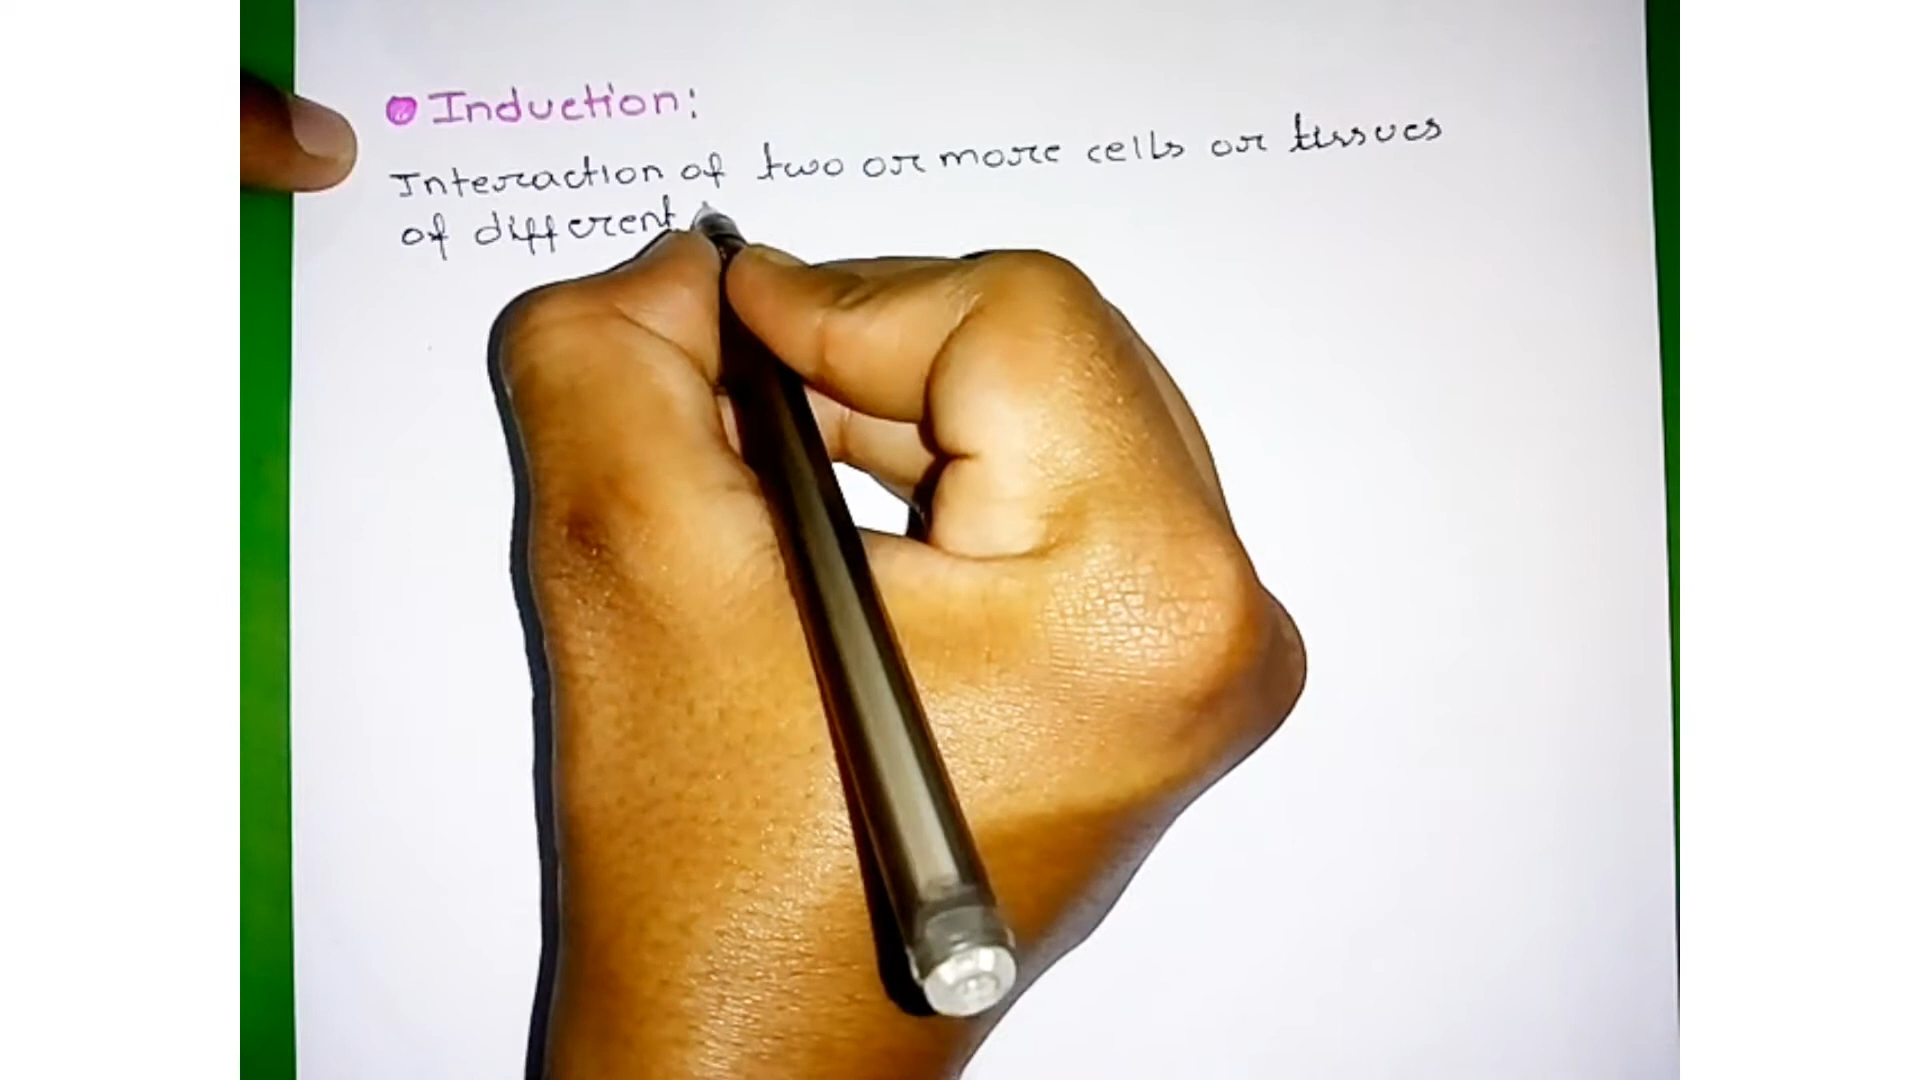 Induction:
Interaction of two or more cells or tissues
of different